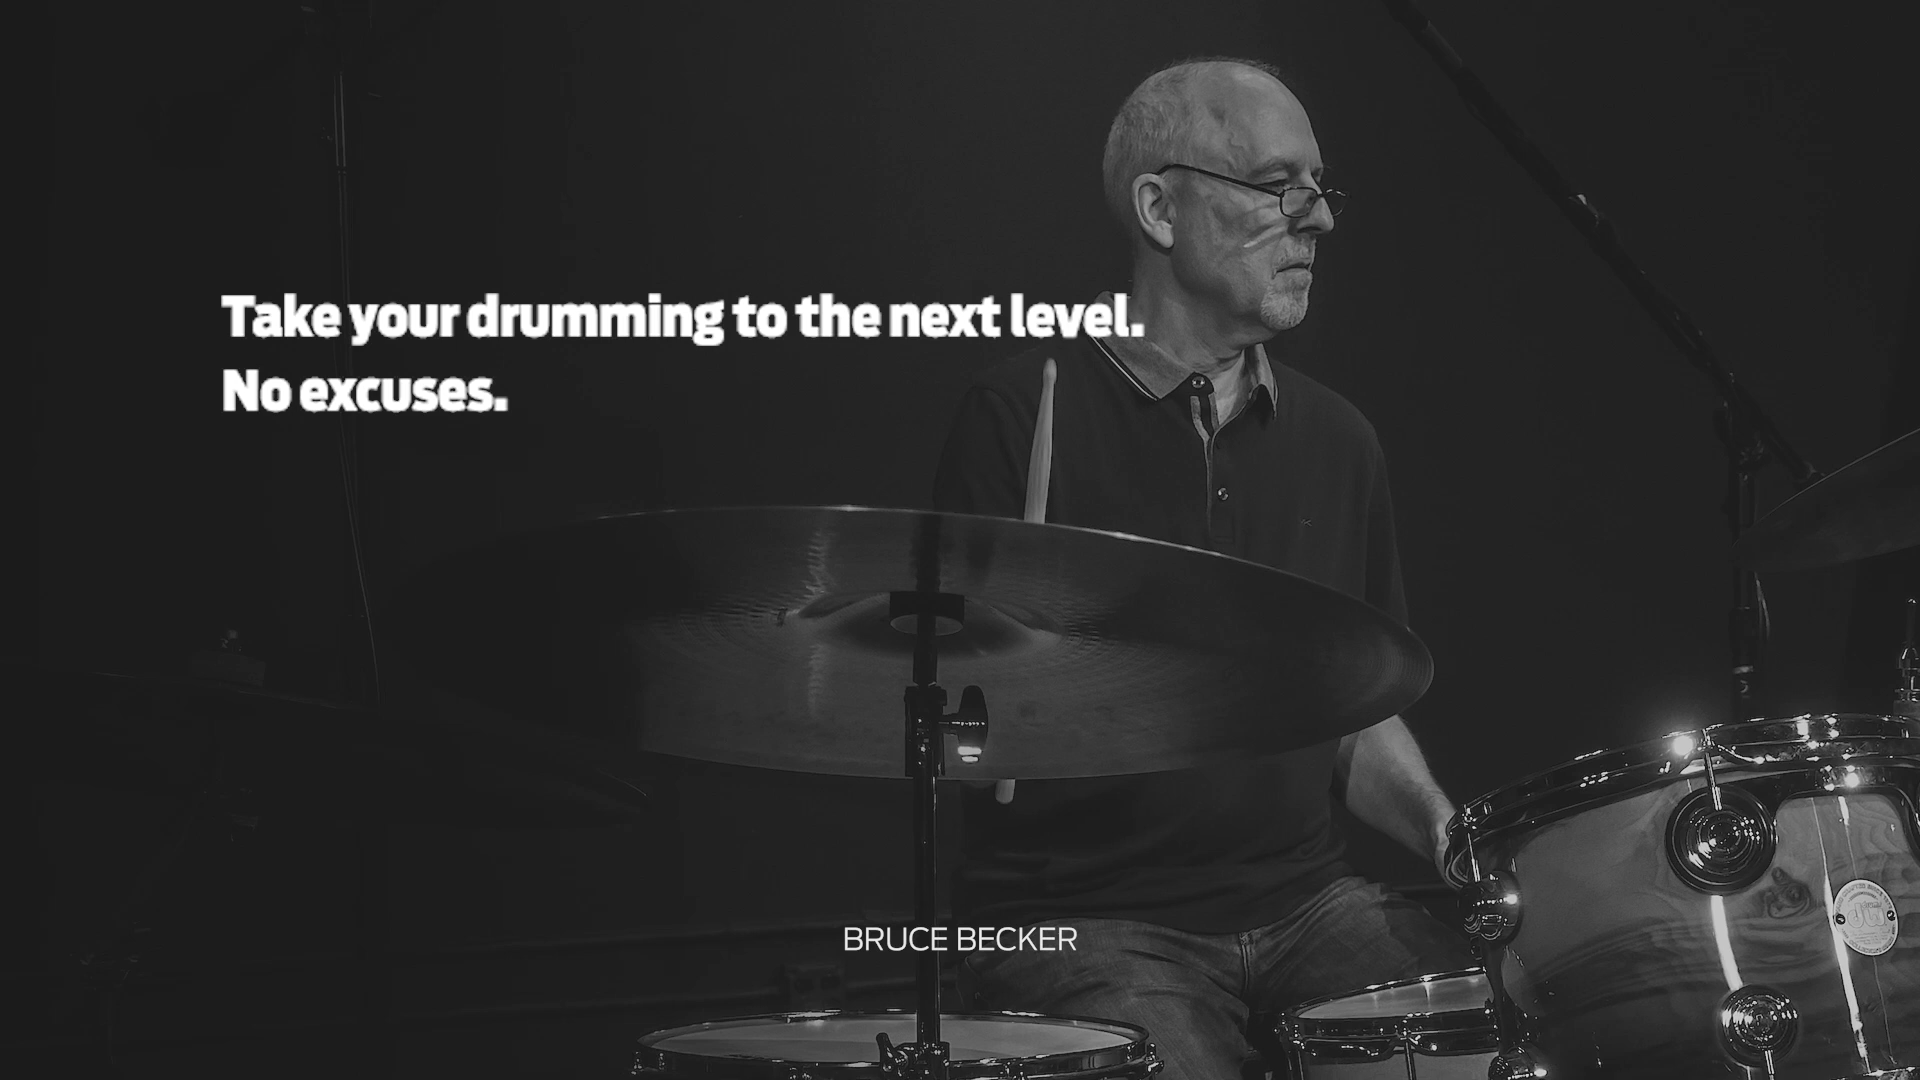 Take your drumming to the next level.
No excuses.
BRUCE BECKER